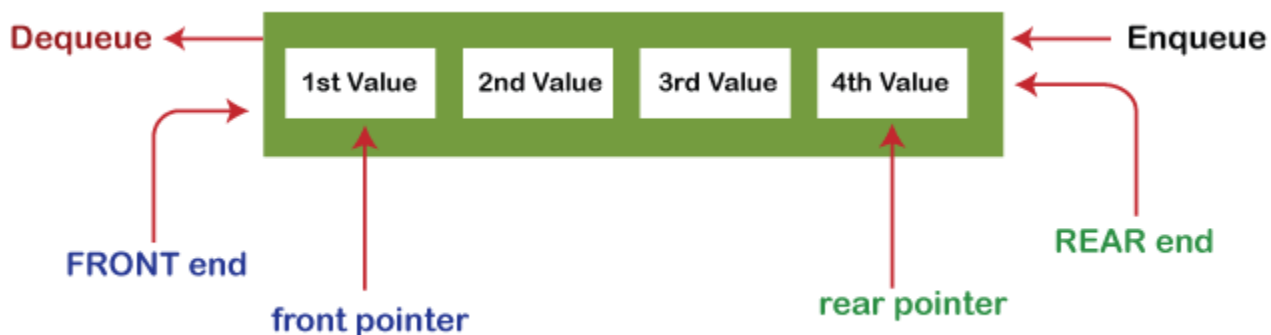 Dequeue
Enqueue
1st Value
2nd Value
3rd Value
4th Value
FRONT end
REAR end
front pointer
rear pointer